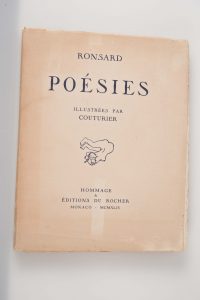 RONSARD
POÉSIES
ILLUSTRÉES PAR
COUTURIER
HOMMAGE
&
ÉDITIONS DU ROCHER
MONACO - MCMXLIX